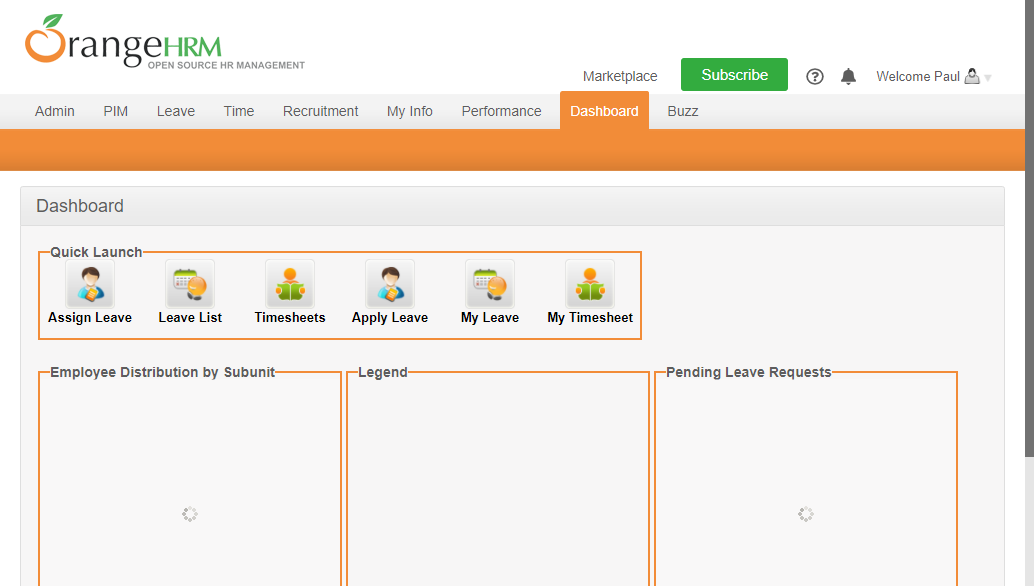 OrangeHRM
OPEN SOURCE HR MANAGEMENT
Marketplace Subscribe ? Welcome Paul
Admin PIM Leave Time Recruitment My Info Performance Dashboard Buzz
Dashboard
Quick Launch
Assign Leave Leave List Timesheets Apply Leave My Leave My Timesheet
Employee Distribution by Subunit Legend Pending Leave Requests